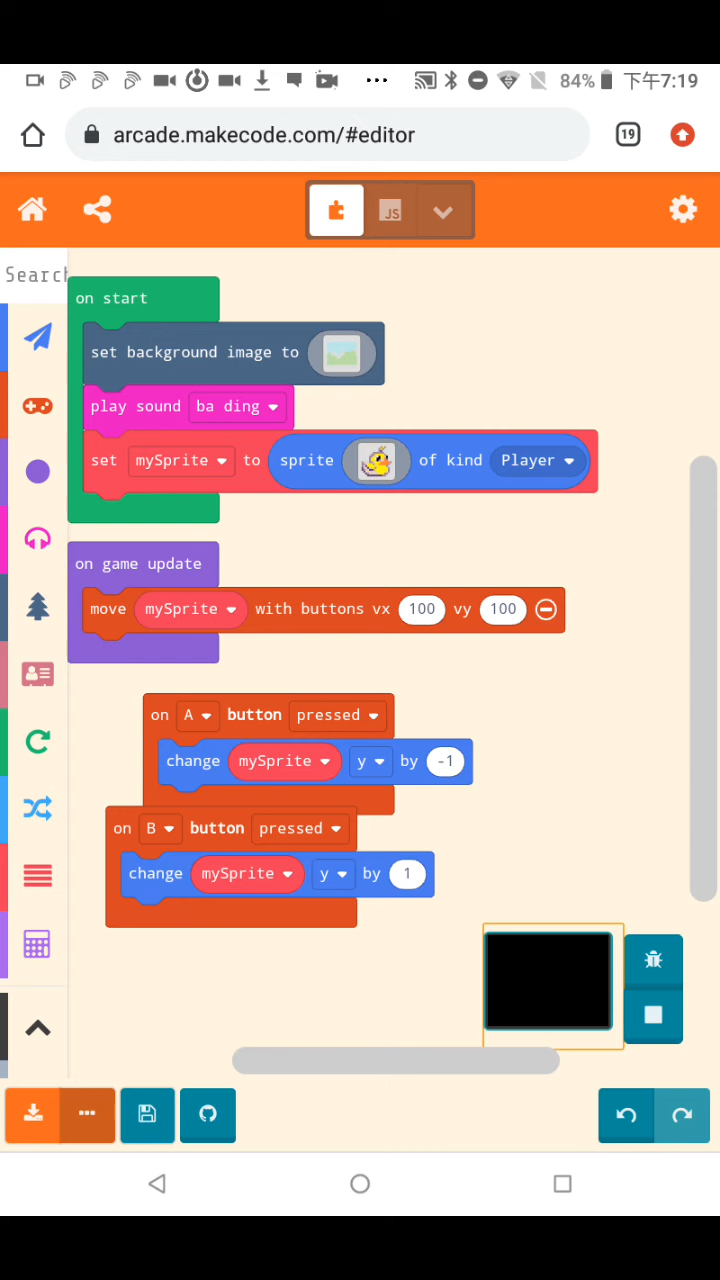 84% 下午7:19
arcade.makecode.com/#editor 19
JS
Search
on start
set background image to
play sound ba ding
set mySprite to sprite of kind Player
on game update
move mySprite with buttons vx 100 vy 100
on A button pressed
change mySprite y by -1
on B button pressed
change mySprite y by 1